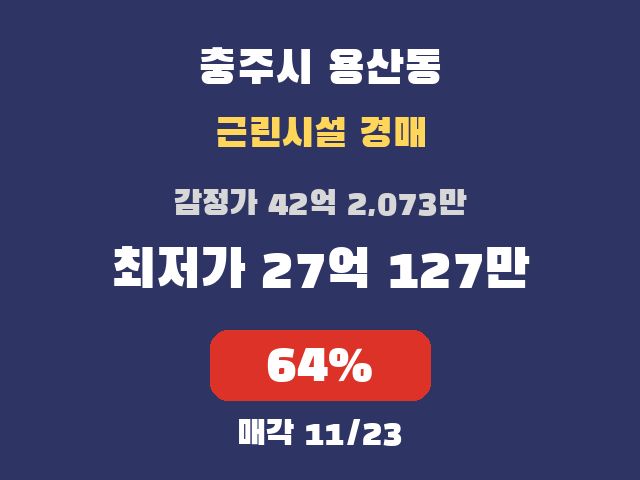 충주시 용산동
근린시설 경매
감정가 42억 2,073만
최저가 27억 127만
64%
매각 11/23